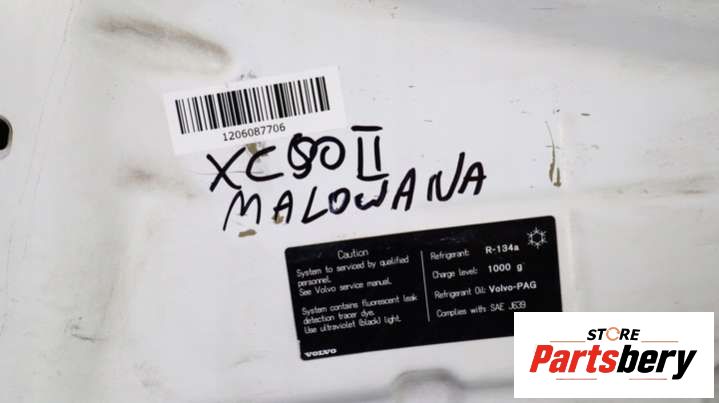 1206087706
XC90 II
MALOWANA
Caution
System to serviced by qualified
personnel.
See Volvo service manual.
System contains fluorescent leak
detection tracer dye.
Use ultraviolet (black) light.
VOLVO
Refrigerant: R-134a
Charge level: 1000 g
Refrigerant Oil: Volvo-PAG
Complies with: SAE J639
STORE
Partsbery